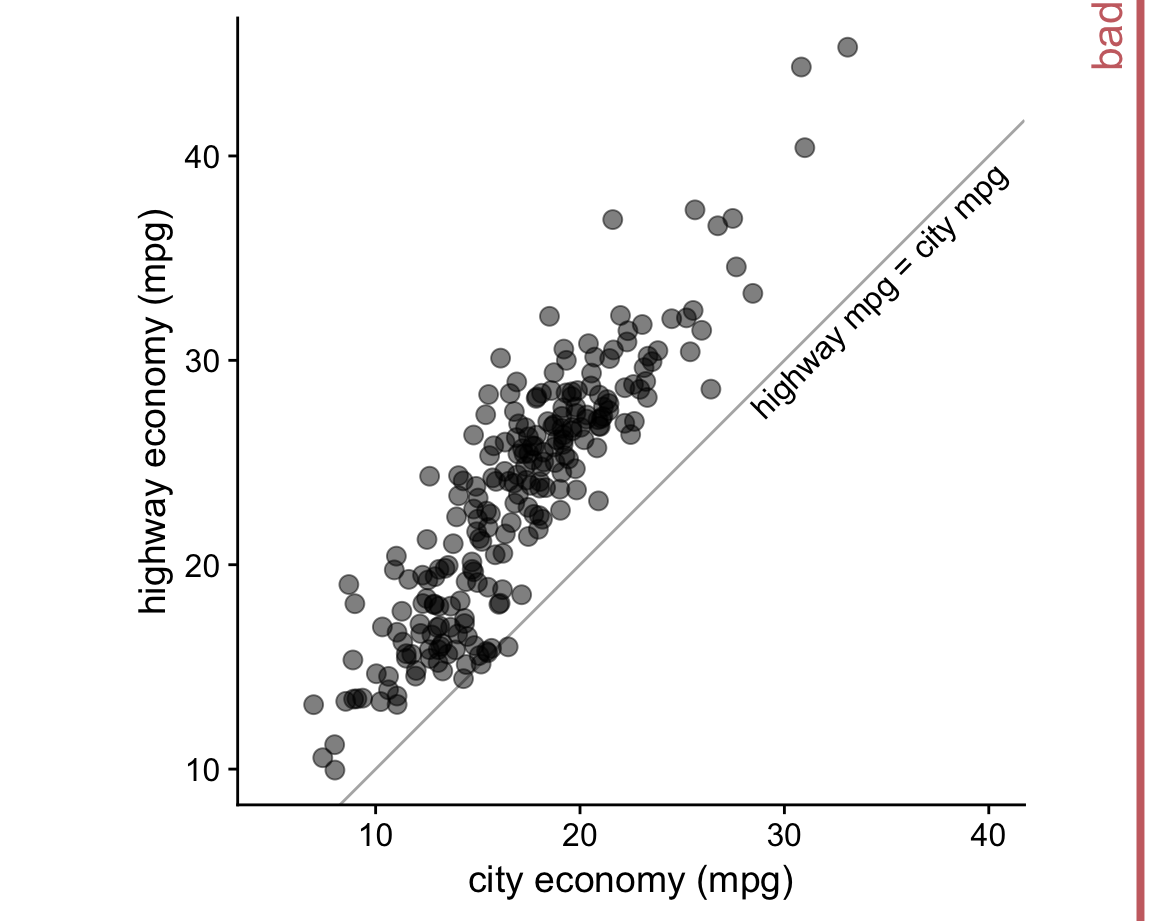 bad
40
30
20
10
highway economy (mpg)
highway mpg = city mpg
10 20 30 40
city economy (mpg)